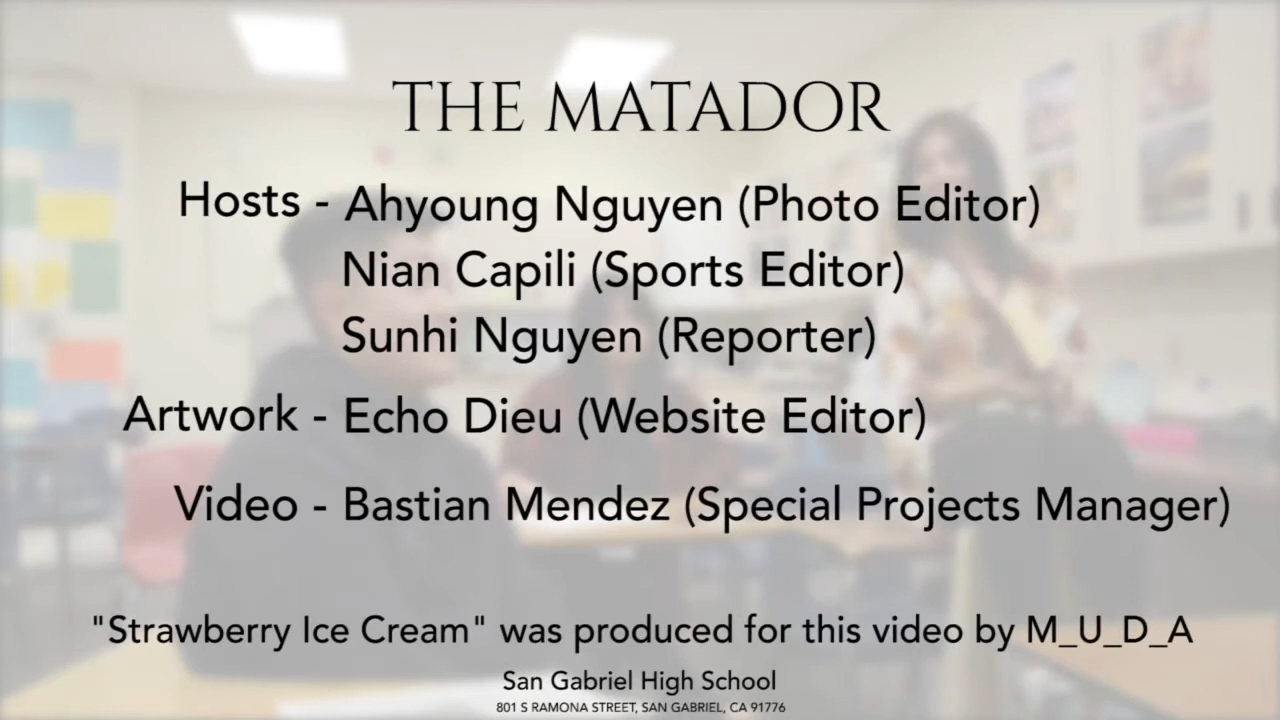 THE MATADOR
Hosts - Ahyoung Nguyen (Photo Editor)
Nian Capili (Sports Editor)
Sunhi Nguyen (Reporter)
Artwork - Echo Dieu (Website Editor)
Video - Bastian Mendez (Special Projects Manager)
"Strawberry Ice Cream" was produced for this video by M_U_D_A
San Gabriel High School
801 S RAMONA STREET, SAN GABRIEL, CA 91776